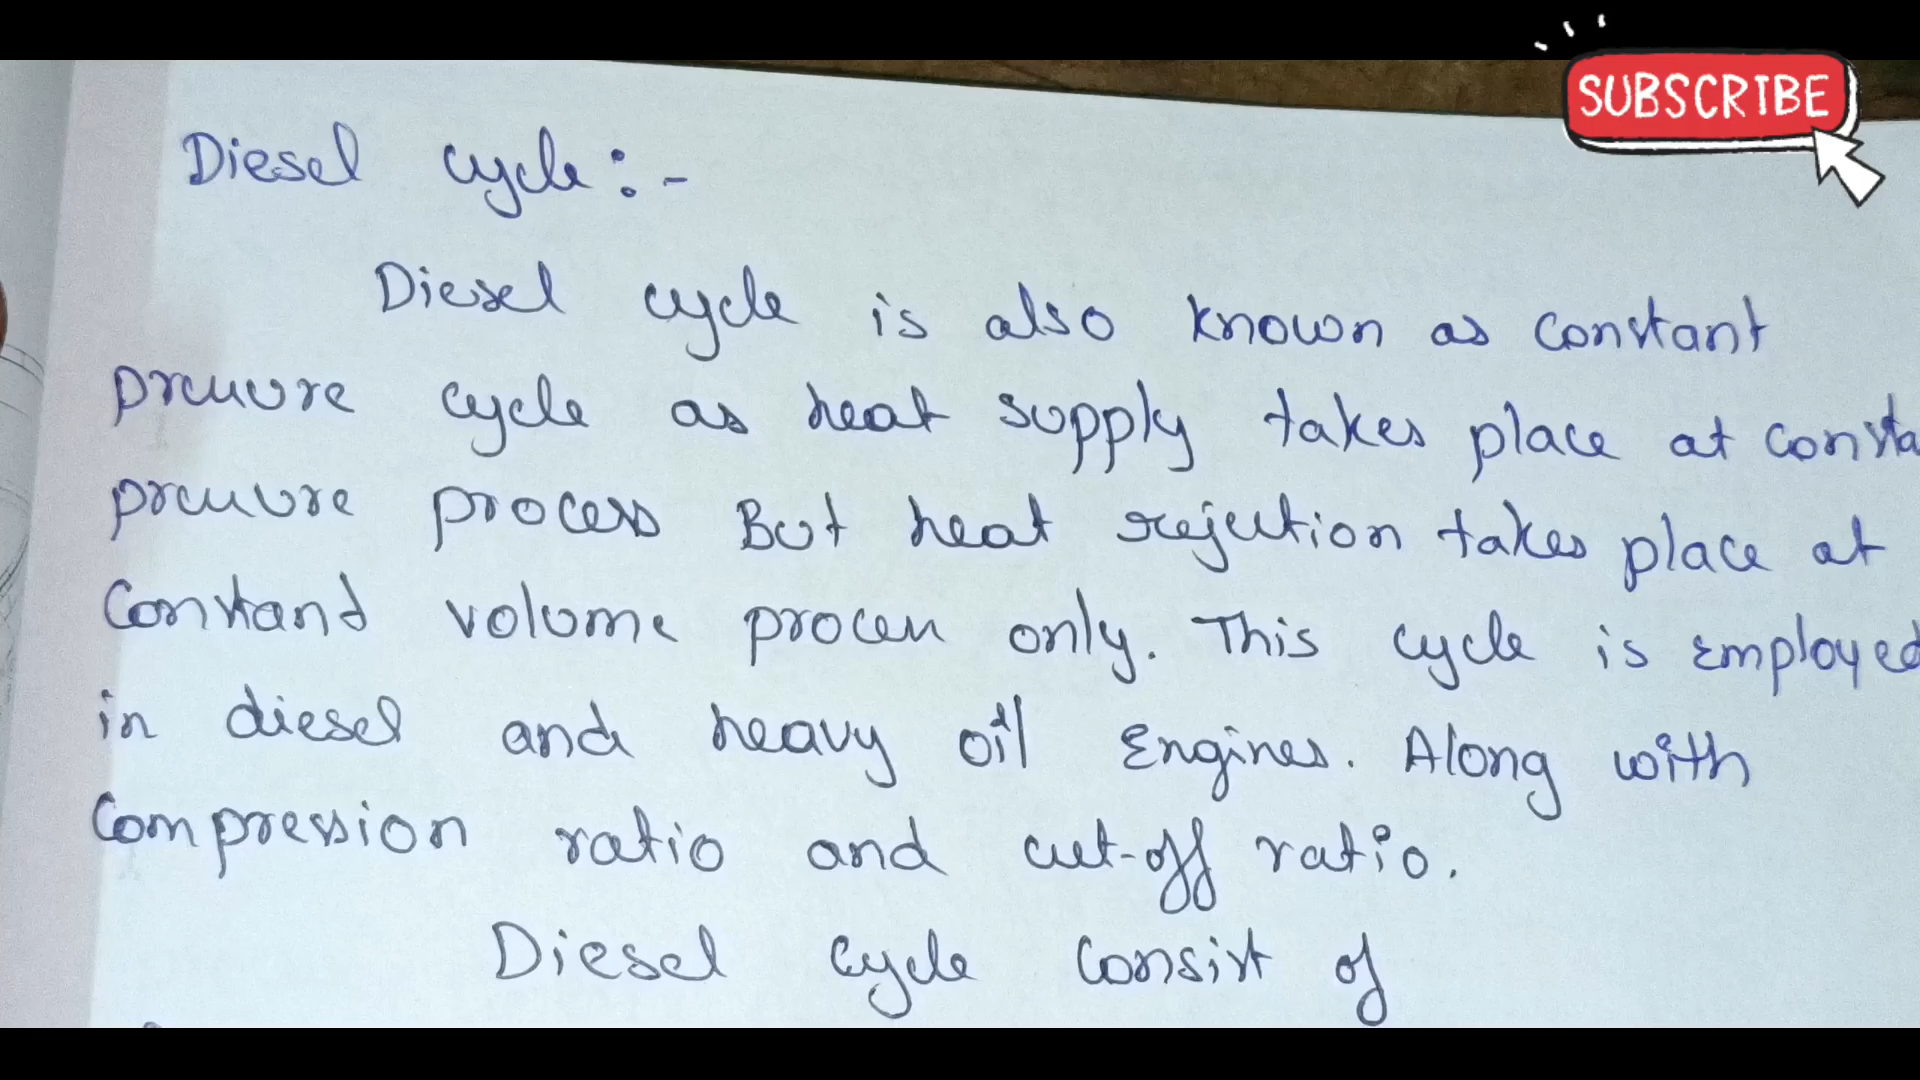 SUBSCRIBE
Diesel cycle:-
Diesel cycle is also known as constant
pressure cycle as heat supply takes place at consta
pressure process But heat rejection takes place at
Constand volume process only. This cycle is employed
in diesel and heavy oil Engines. Along with
Compression ratio and cut-off ratio.
Diesel cycle consist of